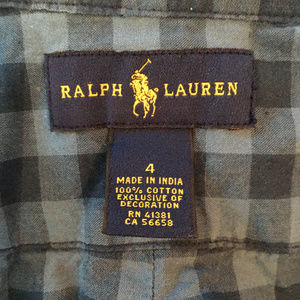 RALPH LAUREN
4
MADE IN INDIA
100% COTTON
EXCLUSIVE OF
DECORATION
RN 41381
CA 56658